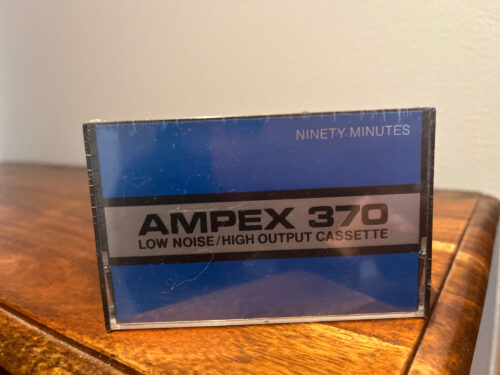 NINETY MINUTES
AMPEX 370
LOW NOISE/HIGH OUTPUT CASSETTE